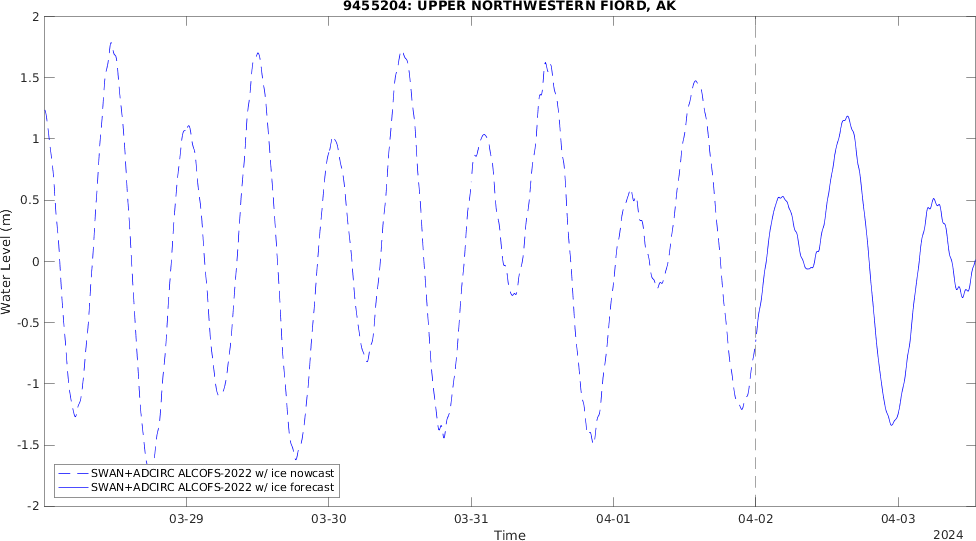 9455204: UPPER NORTHWESTERN FIORD, AK
Water Level (m)
2
1.5
1
0.5
0
-0.5
-1
-1.5
-2
SWAN+ADCIRC ALCOFS-2022 w/ ice nowcast
SWAN+ADCIRC ALCOFS-2022 w/ ice forecast
03-29 03-30 03-31 04-01 04-02 04-03
Time
2024